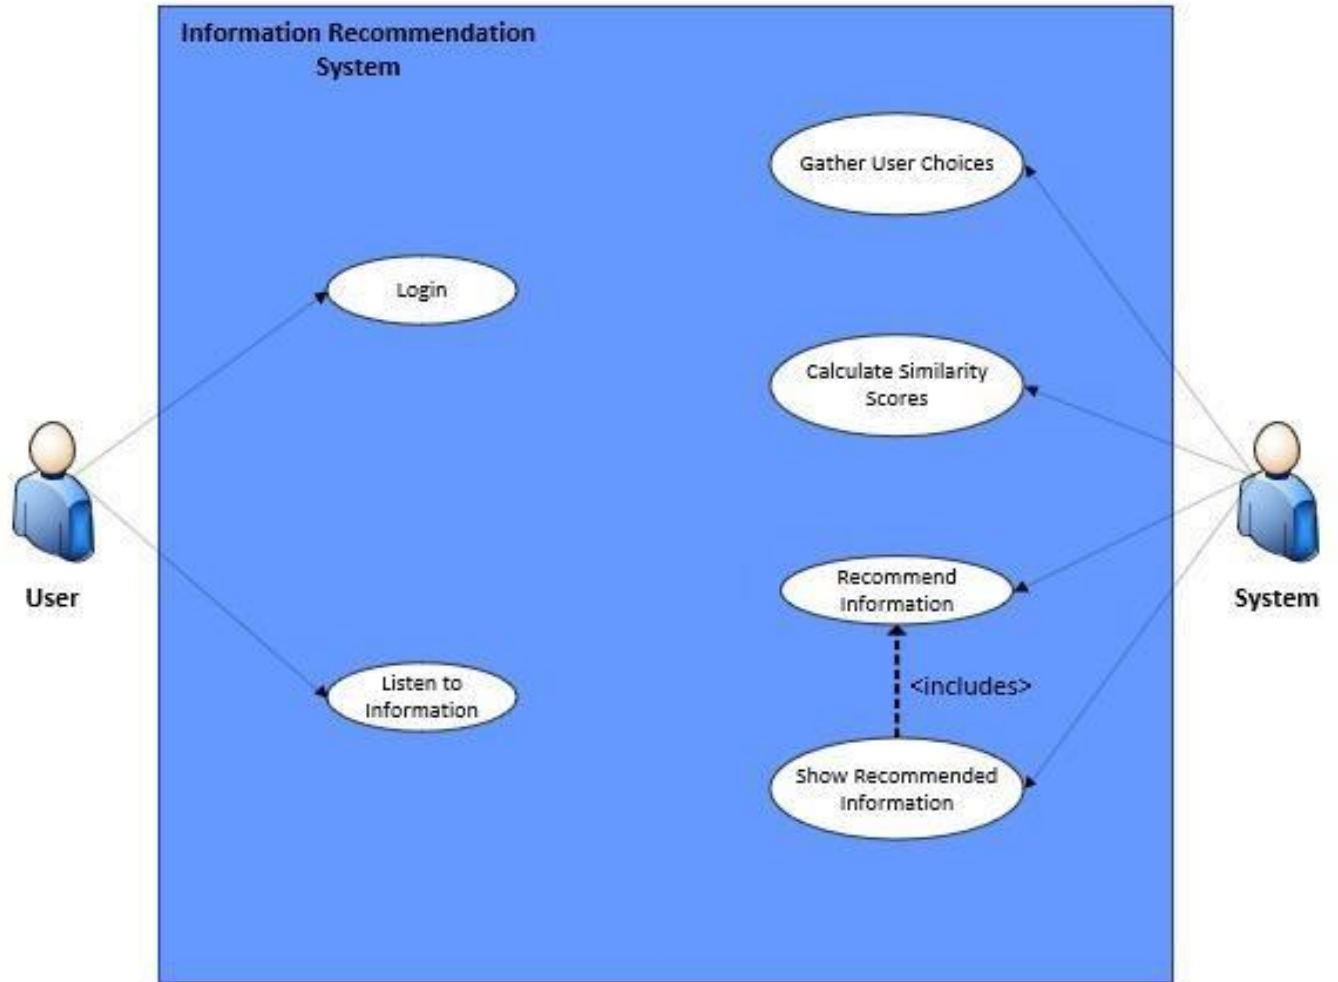 Information Recommendation
System
Gather User Choices
Login
Calculate Similarity
Scores
User
System
Recommend
Information
<includes>
Listen to
Information
Show Recommended
Information